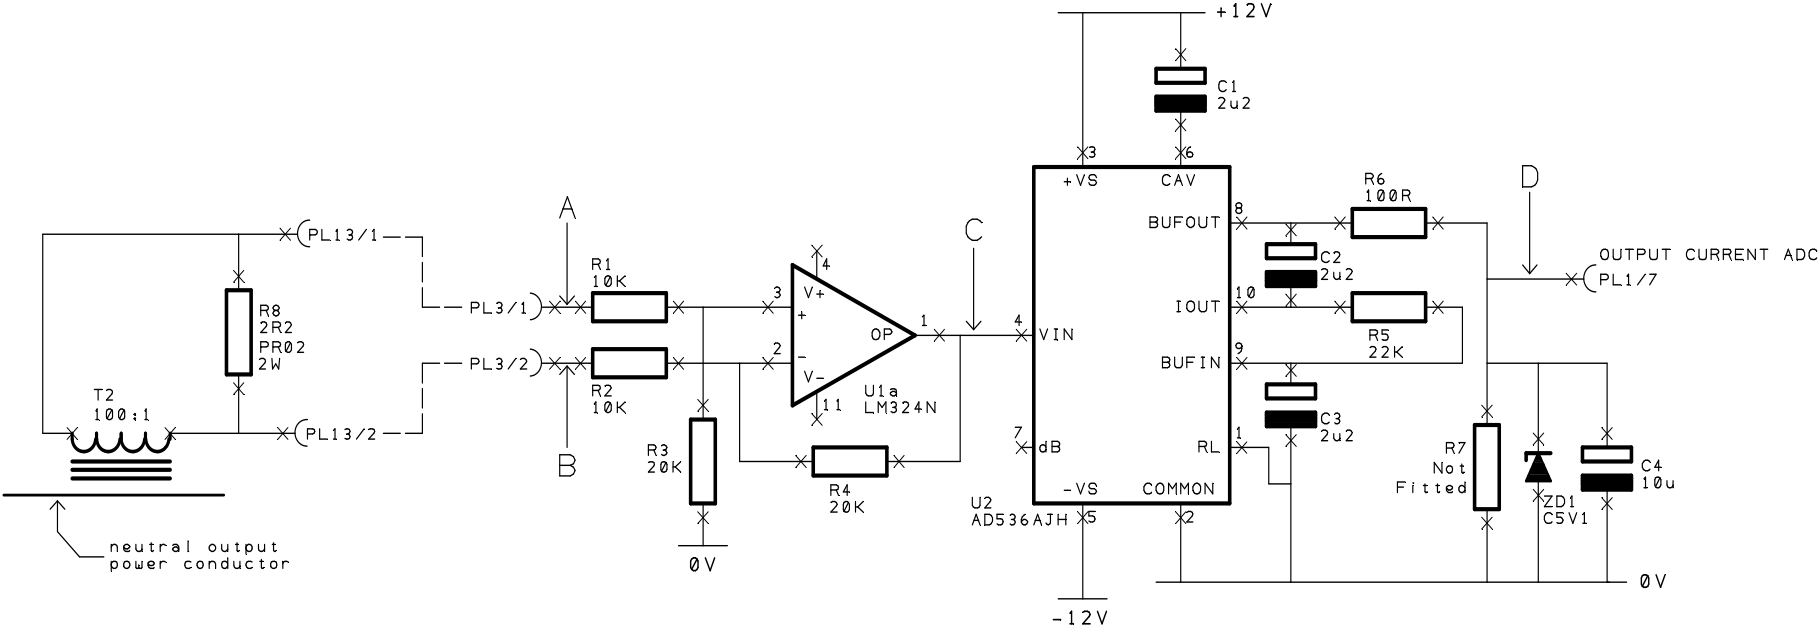 +12V
C1
2u2
3
6
+VS
CAV
R6
100R
D
8
BUFOUT
A
PL13/1
C
OUTPUT CURRENT ADC
C2
2u2
R1
10K
4
V+
PL1/7
10
IOUT
R8
2R2
PR02
2W
PL3/1
3
+
1
OP
4
VIN
R5
22K
2
-
V-
PL3/2
9
BUFIN
T2
100:1
R2
10K
11
U1a
LM324N
C3
2u2
PL13/2
7
dB
1
RL
R3
20K
B
R7
Not
Fitted
C4
10u
R4
20K
-VS
COMMON
U2
AD536AJH
5
2
ZD1
C5V1
neutral output
power conductor
0V
0V
-12V